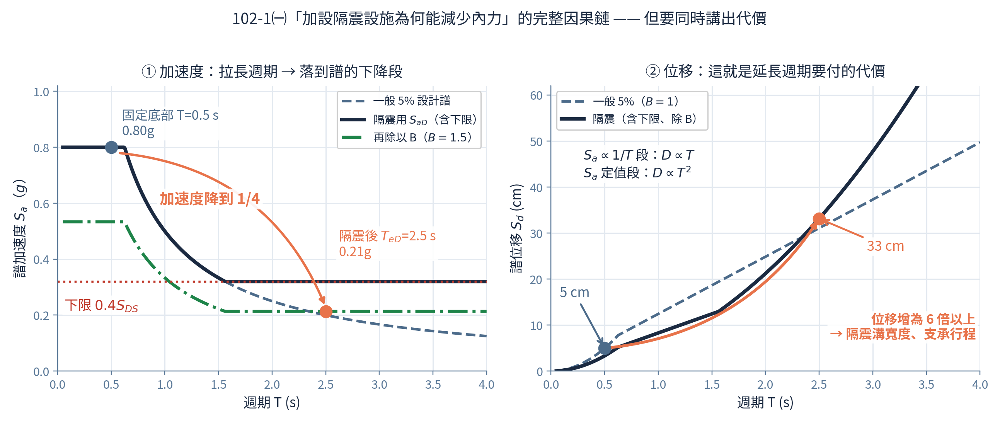 102-1㈠「加設隔震設施為何能減少內力」的完整因果鏈 —— 但要同時講出代價
① 加速度：拉長週期 → 落到譜的下降段
1.0
0.8
0.6
0.4
0.2
0.0
譜加速度 Sₐ（g）
固定底部 T=0.5 s
0.80g
一般 5% 設計譜
隔震用 S_{aD}（含下限）
再除以 B（B = 1.5）
加速度降到 1/4
隔震後 T_{eD}=2.5 s
0.21g
下限 0.4S_{DS}
0.0 0.5 1.0 1.5 2.0 2.5 3.0 3.5 4.0
週期 T (s)
② 位移：這就是延長週期要付的代價
60
50
40
30
20
10
0
譜位移 S_d (cm)
一般 5%（B = 1）
隔震（含下限、除 B）
Sₐ ∝ 1/T 段：D ∝ T
Sₐ 定值段：D ∝ T²
5 cm
33 cm
位移增為 6 倍以上
→ 隔震溝寬度、支承行程
0.0 0.5 1.0 1.5 2.0 2.5 3.0 3.5 4.0
週期 T (s)